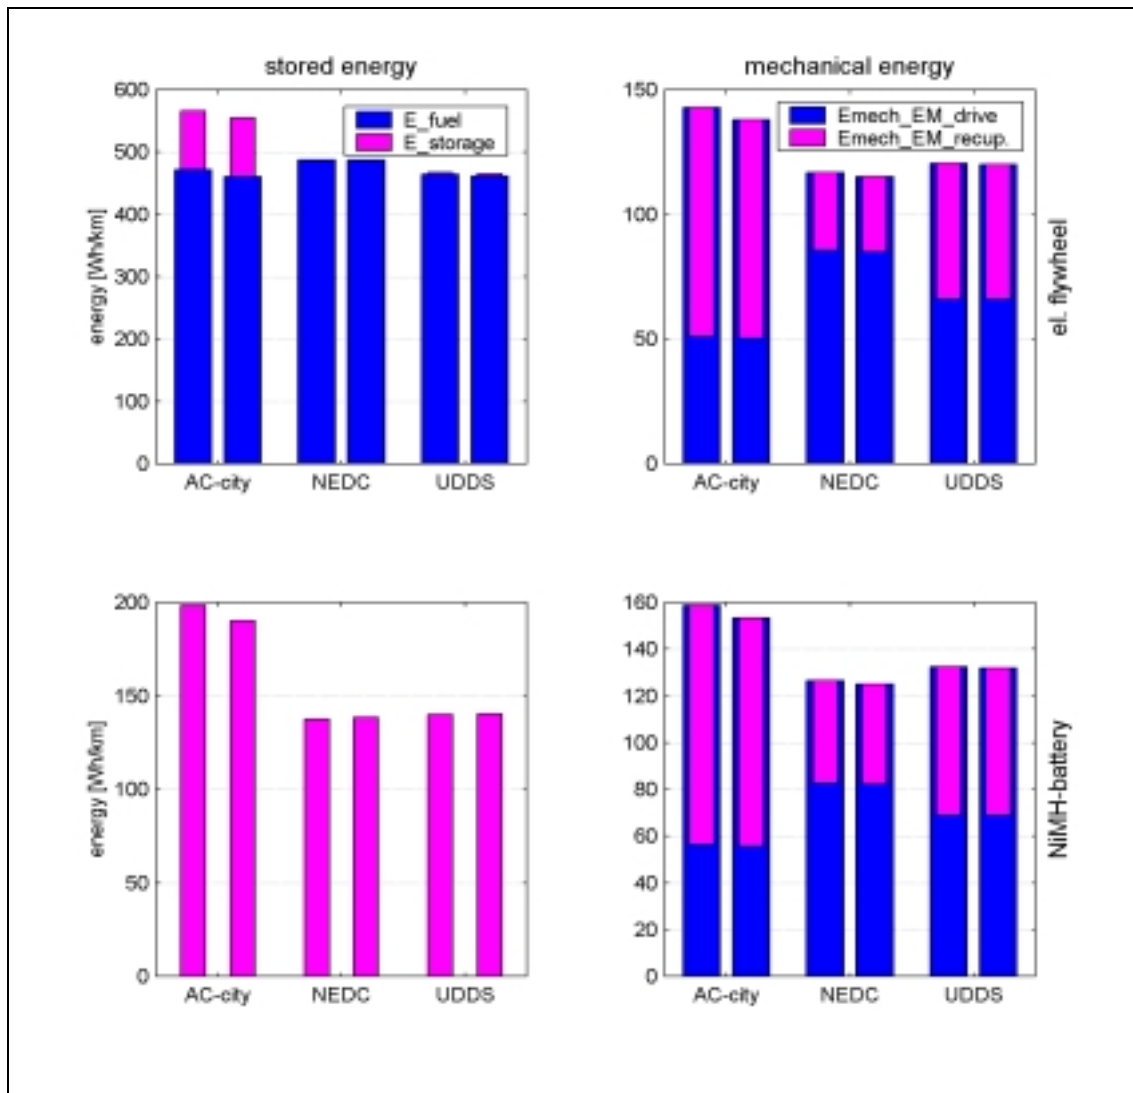 stored energy
mechanical energy
600
500
400
300
200
100
0
energy [Wh/km]
E_fuel
E_storage
AC-city NEDC UDDS
150
100
50
0
Emech_EM_drive
Emech_EM_recup.
AC-city NEDC UDDS
el. flywheel
200
150
100
50
0
energy [Wh/km]
AC-city NEDC UDDS
160
140
120
100
80
60
40
20
0
AC-city NEDC UDDS
NiMH-battery